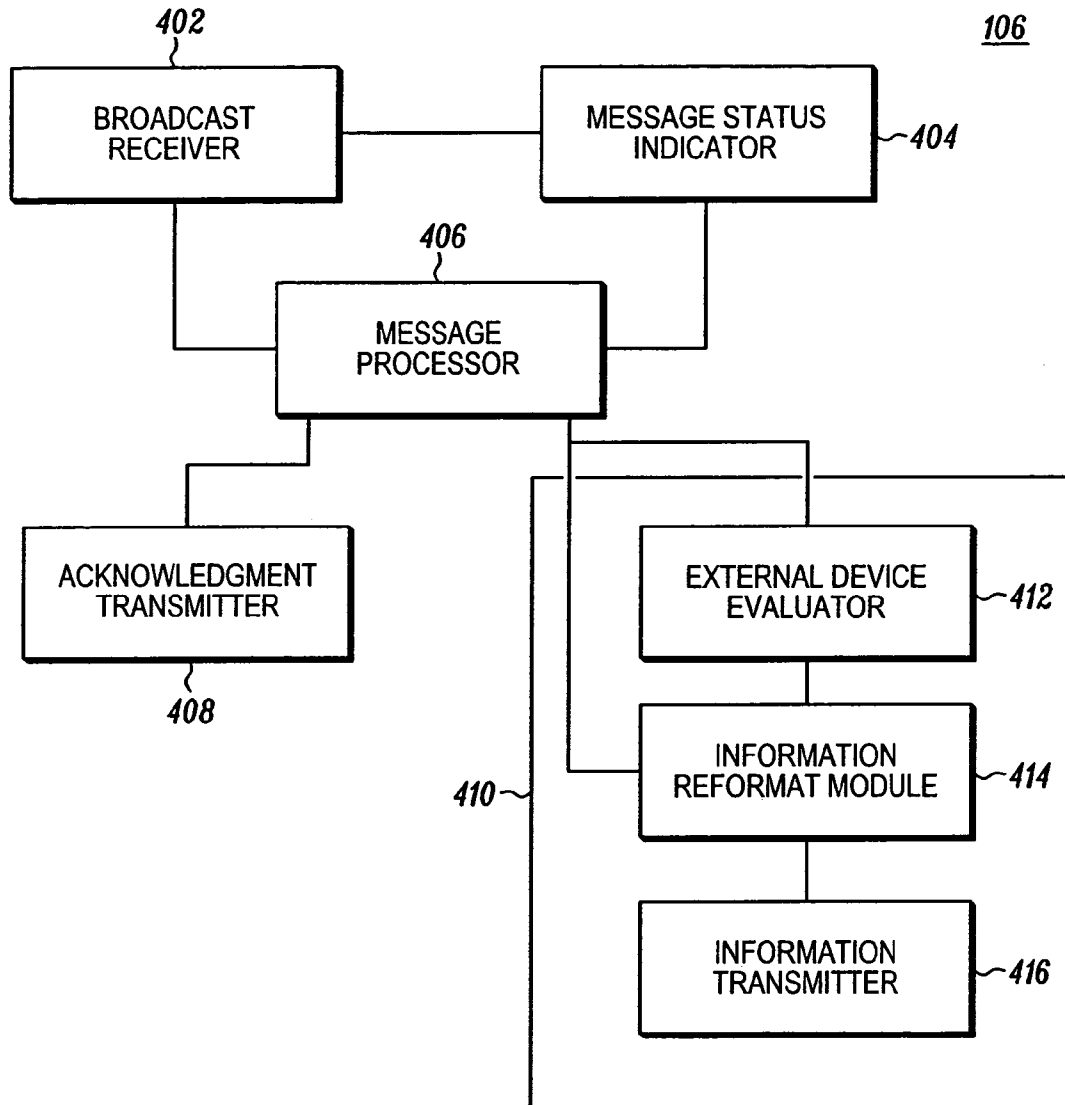 402
106
BROADCAST
RECEIVER
MESSAGE STATUS
INDICATOR
404
406
MESSAGE
PROCESSOR
ACKNOWLEDGMENT
TRANSMITTER
408
EXTERNAL DEVICE
EVALUATOR
412
410
INFORMATION
REFORMAT MODULE
414
INFORMATION
TRANSMITTER
416